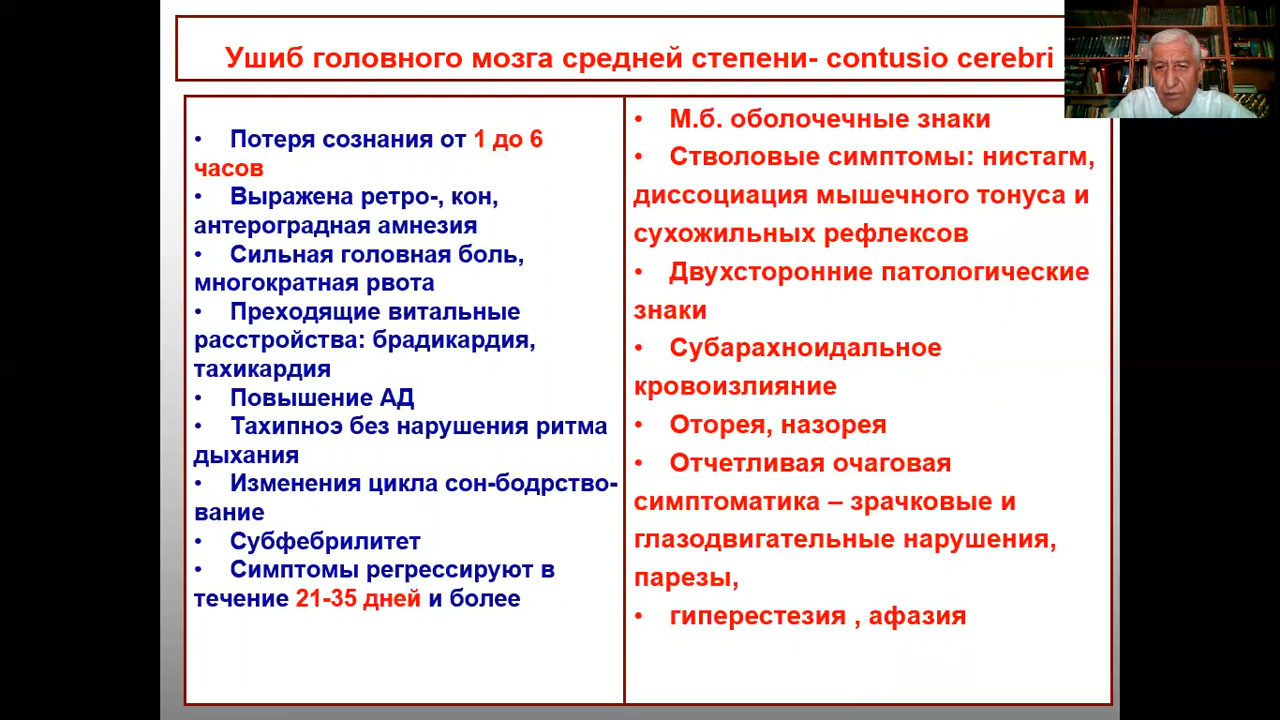 Ушиб головного мозга средней степени- contusio cerebri
• Потеря сознания от 1 до 6
часов
• Выражена ретро-, кон,
антероградная амнезия
• Сильная головная боль,
многократная рвота
• Преходящие витальные
расстройства: брадикардия,
тахикардия
• Повышение АД
• Тахипноэ без нарушения ритма
дыхания
• Изменения цикла сон-бодрство-
вание
• Субфебрилитет
• Симптомы регрессируют в
течение 21-35 дней и более
• М.б. оболочечные знаки
• Стволовые симптомы: нистагм,
диссоциация мышечного тонуса и
сухожильных рефлексов
• Двухсторонние патологические
знаки
• Субарахноидальное
кровоизлияние
• Оторея, назорея
• Отчетливая очаговая
симптоматика – зрачковые и
глазодвигательные нарушения,
парезы,
• гиперестезия , афазия